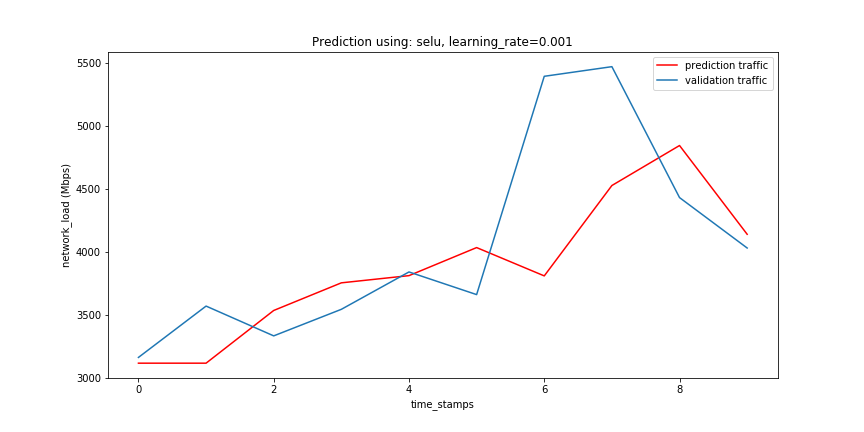 Prediction using: selu, learning_rate=0.001
prediction traffic
validation traffic
network_load (Mbps)
5500
5000
4500
4000
3500
3000
0 2 4 6 8
time_stamps